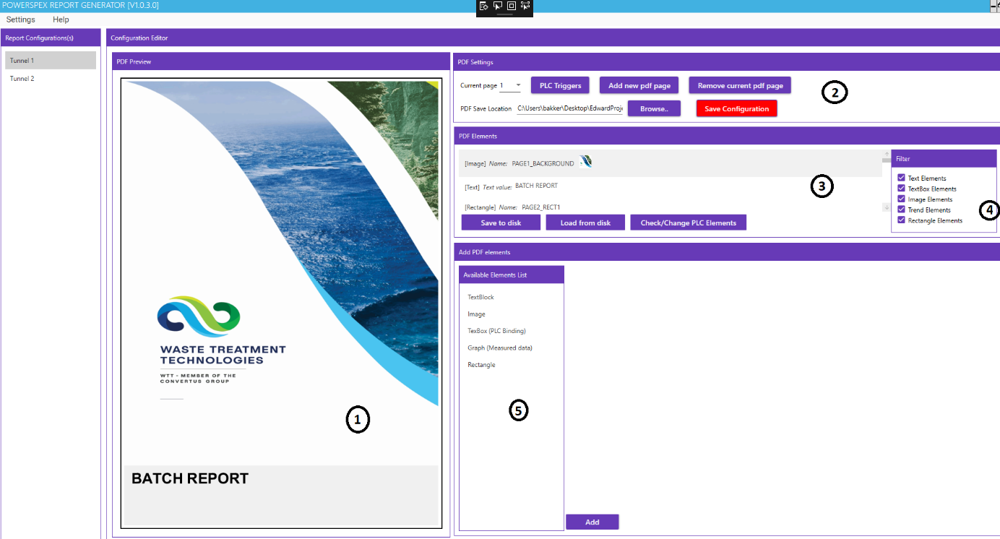 POWERSPEX REPORT GENERATOR [V1.0.3.0]
Settings Help
Report Configurations(s)
Tunnel 1
Tunnel 2
Configuration Editor
PDF Preview
WASTE TREATMENT
TECHNOLOGIES
WTT - MEMBER OF THE
CONVERTUS GROUP
1
BATCH REPORT
PDF Settings
Current page 1 PLC Triggers Add new pdf page Remove current pdf page
2
PDF Save Location C:\Users\bakker\Desktop\EdwardProje Browse.. Save Configuration
PDF Elements
[Image] Name: PAGE1_BACKGROUND
[Text] Text value: BATCH REPORT
3
[Rectangle] Name: PAGE2_RECT1
Save to disk Load from disk Check/Change PLC Elements
Filter
Text Elements
TextBox Elements
Image Elements
Trend Elements
4
Rectangle Elements
Add PDF elements
Available Elements List
TextBlock
Image
TexBox (PLC Binding)
Graph (Measured data)
Rectangle
5
Add